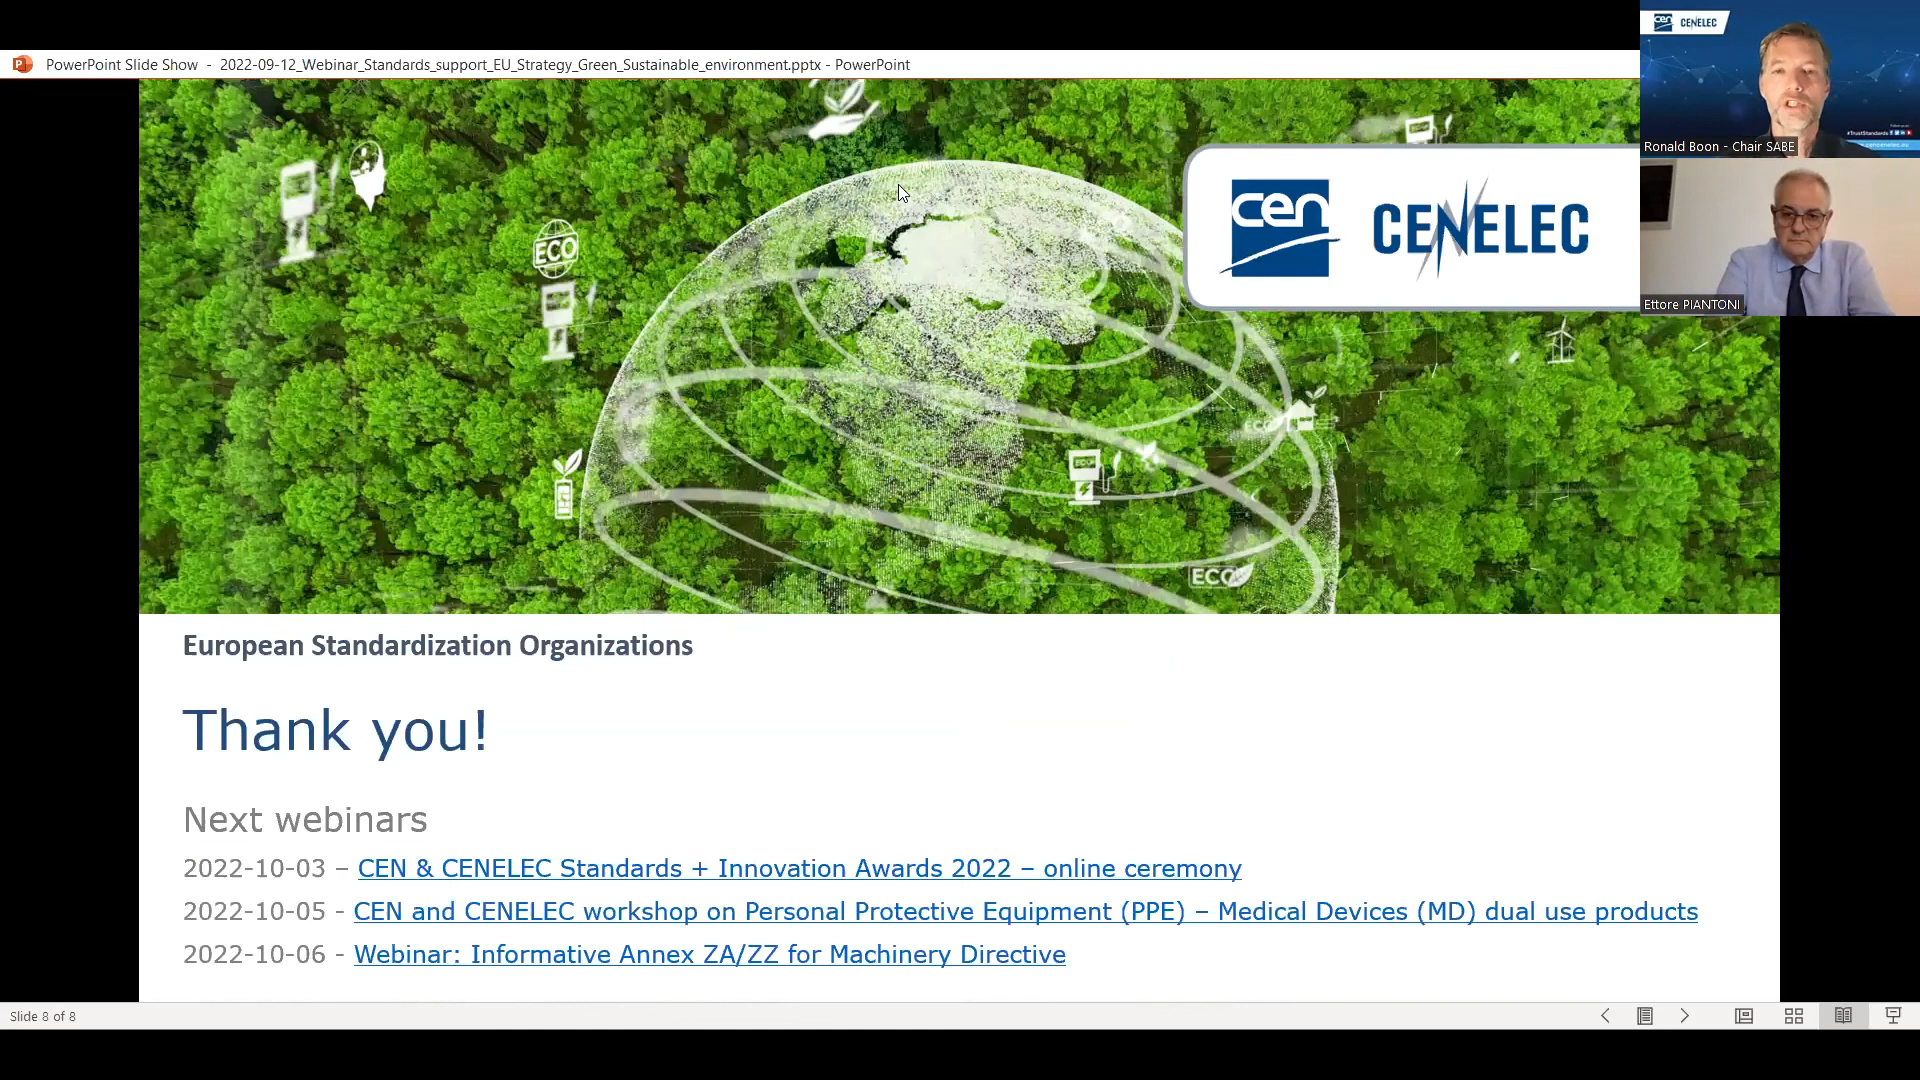 PowerPoint Slide Show - 2022-09-12_Webinar_Standards_support_EU_Strategy_Green_Sustainable_environment.pptx - PowerPoint
CENELEC
#TrustStandards
Ronald Boon - Chair SABE
Ettore PIANTONI
cen
CENELEC
ECO
ECO
ECO
European Standardization Organizations
Thank you!
Next webinars
2022-10-03 – CEN & CENELEC Standards + Innovation Awards 2022 – online ceremony
2022-10-05 - CEN and CENELEC workshop on Personal Protective Equipment (PPE) – Medical Devices (MD) dual use products
2022-10-06 - Webinar: Informative Annex ZA/ZZ for Machinery Directive
Slide 8 of 8